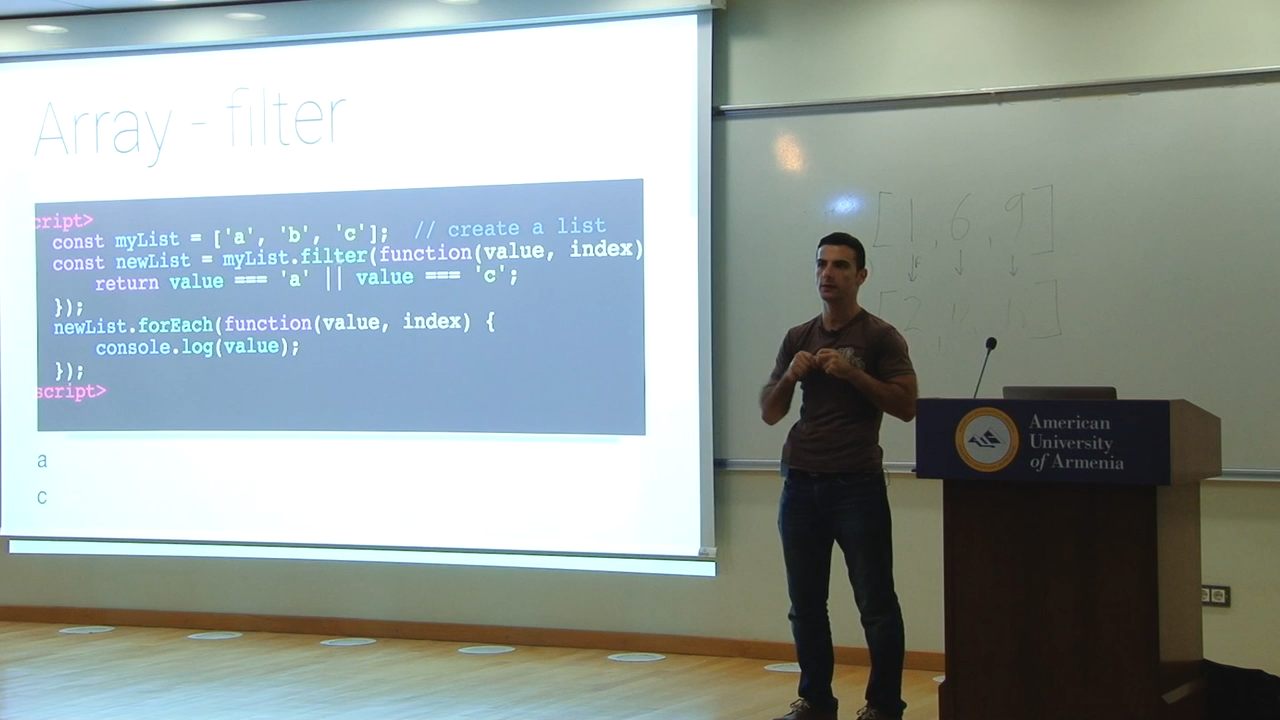 Array - filter
cript>
const myList = ['a', 'b', 'c'];  // create a list
const newList = myList.filter(function(value, index)
return value === 'a' || value === 'c';
});
newList.forEach(function(value, index) {
console.log(value);
});
script>
a
c
[1, 6, 9]
American
University
of Armenia